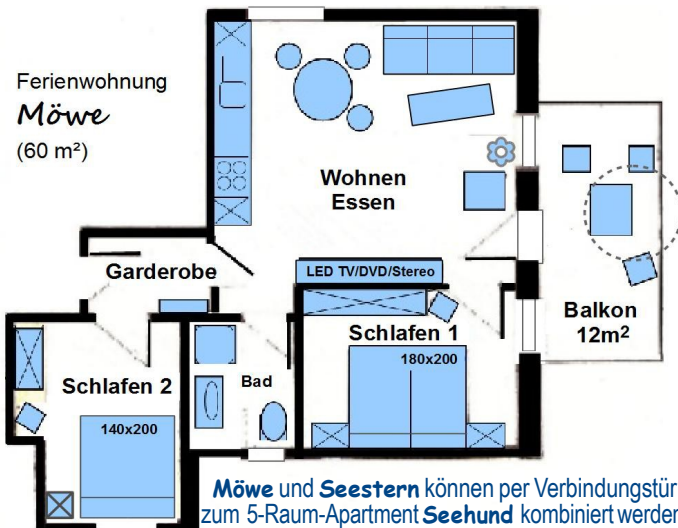 Ferienwohnung
Möwe
(60 m²)
Wohnen
Essen
Garderobe
LED TV/DVD/Stereo
Balkon
12m²
Schlafen 1
180x200
Schlafen 2
Bad
140x200
Möwe und Seestern können per Verbindungstür
zum 5-Raum-Apartment Seehund kombiniert werden